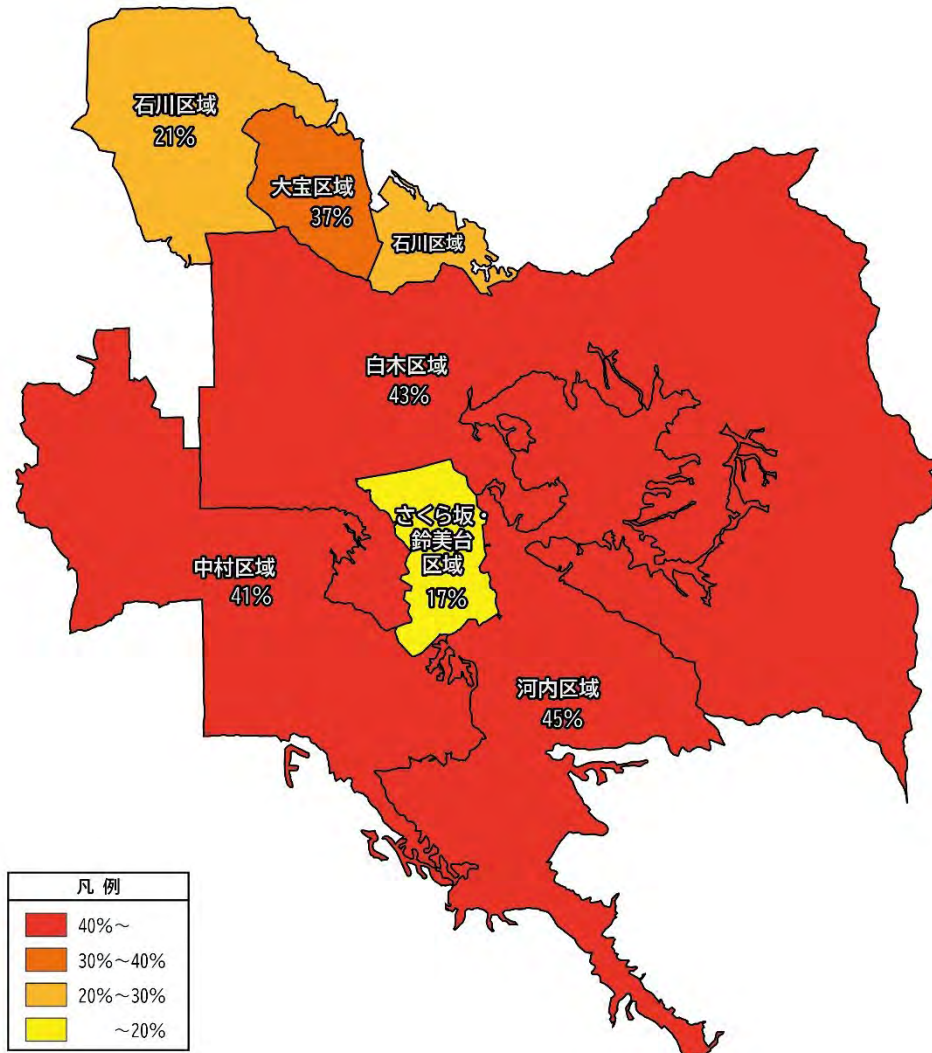 石川区域
21%
大宝区域
37%
石川区域
白木区域
43%
さくら坂・
鈴美台
区域
17%
中村区域
41%
河内区域
45%
凡例
40%～
30%～40%
20%～30%
～20%